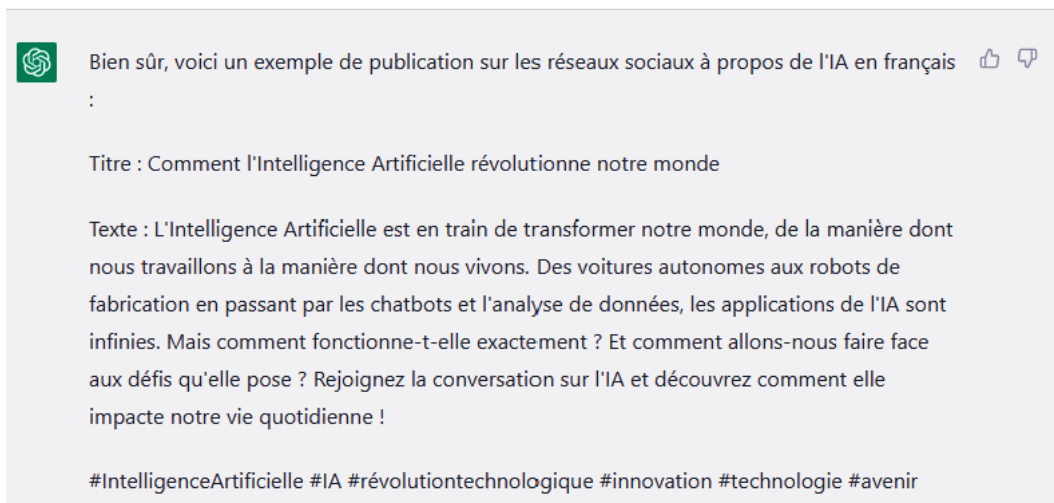 Bien sûr, voici un exemple de publication sur les réseaux sociaux à propos de l'IA en français
:
Titre : Comment l'Intelligence Artificielle révolutionne notre monde
Texte : L'Intelligence Artificielle est en train de transformer notre monde, de la manière dont
nous travaillons à la manière dont nous vivons. Des voitures autonomes aux robots de
fabrication en passant par les chatbots et l'analyse de données, les applications de l'IA sont
infinies. Mais comment fonctionne-t-elle exactement ? Et comment allons-nous faire face
aux défis qu'elle pose ? Rejoignez la conversation sur l'IA et découvrez comment elle
impacte notre vie quotidienne !
#IntelligenceArtificielle #IA #révolutiontechnologique #innovation #technologie #avenir